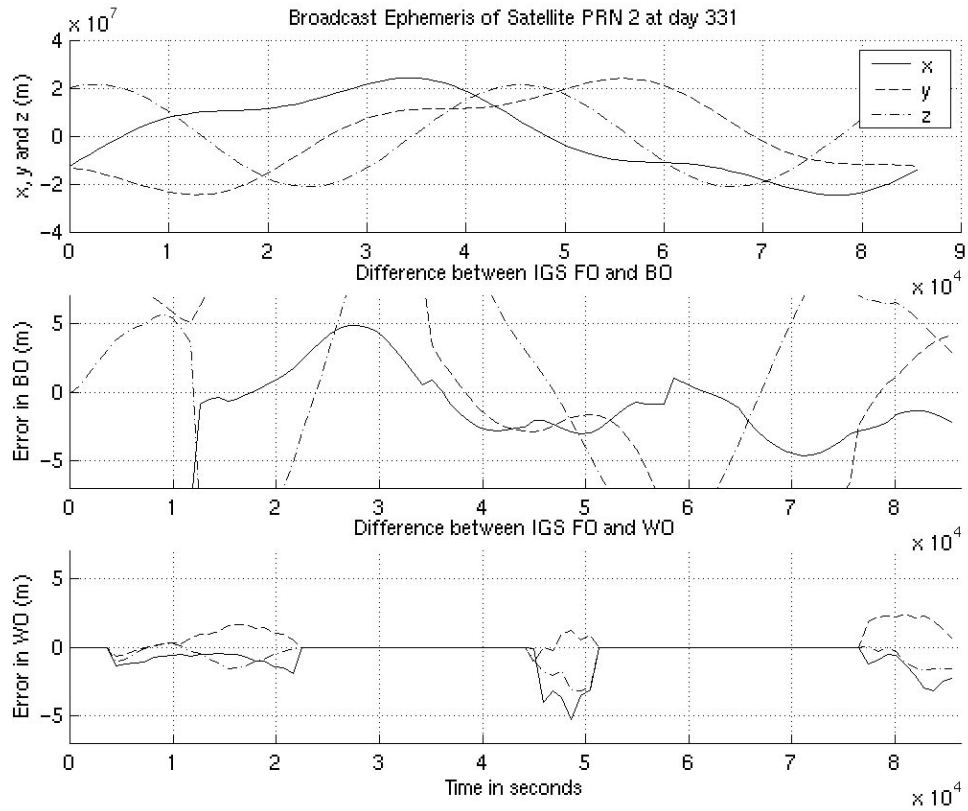 Broadcast Ephemeris of Satellite PRN 2 at day 331
x 10^7
x, y and z (m)
4
2
0
−2
−4
x
y
z
0 1 2 3 4 5 6 7 8 9
x 10^4
Difference between IGS FO and BO
Error in BO (m)
5
0
−5
0 1 2 3 4 5 6 7 8
x 10^4
Difference between IGS FO and WO
Error in WO (m)
5
0
−5
0 1 2 3 4 5 6 7 8
Time in seconds
x 10^4